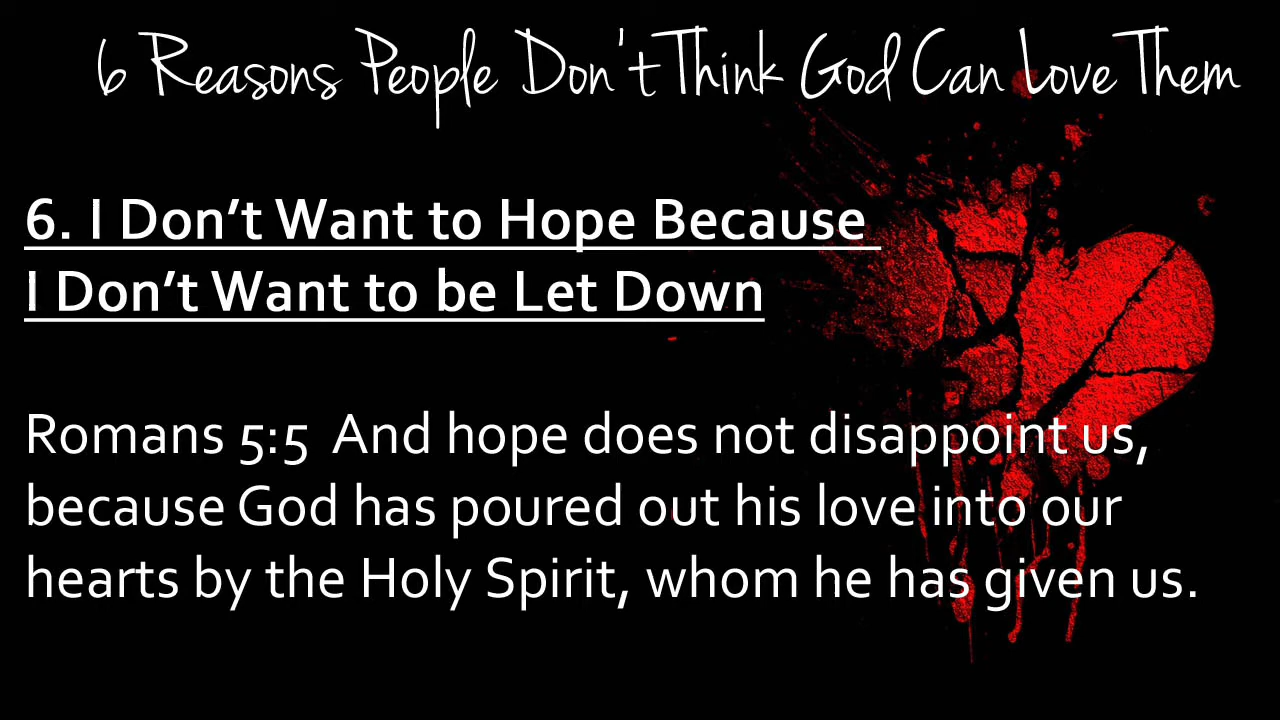 6 Reasons People Don't Think God Can Love Them
6. I Don’t Want to Hope Because
I Don’t Want to be Let Down
Romans 5:5  And hope does not disappoint us,
because God has poured out his love into our
hearts by the Holy Spirit, whom he has given us.